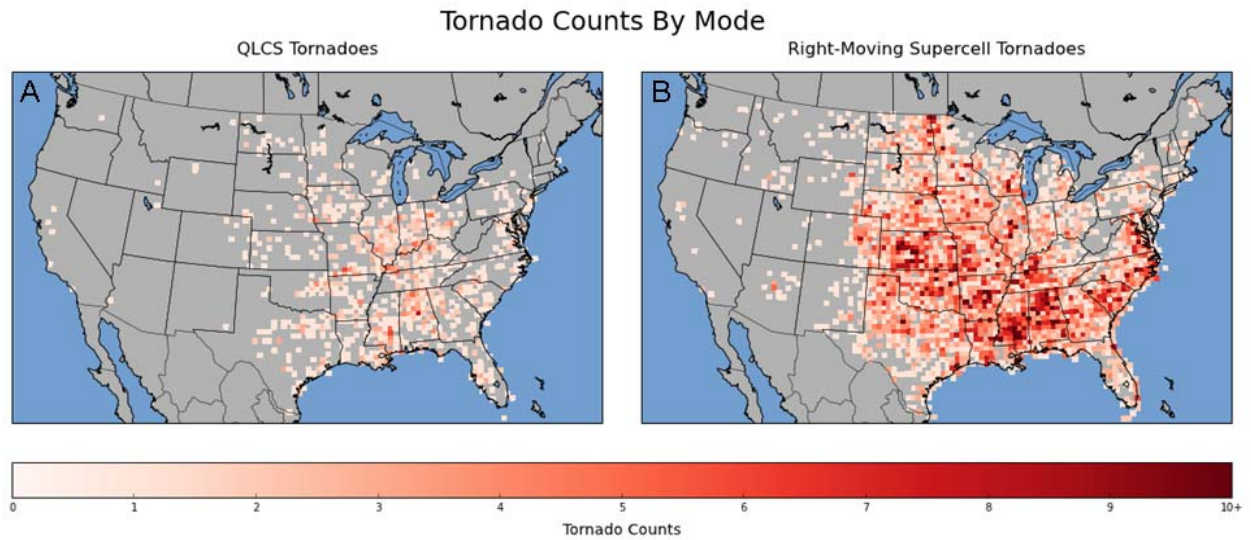 Tornado Counts By Mode
QLCS Tornadoes
Right-Moving Supercell Tornadoes
A
B
0 1 2 3 4 5 6 7 8 9 10+
Tornado Counts